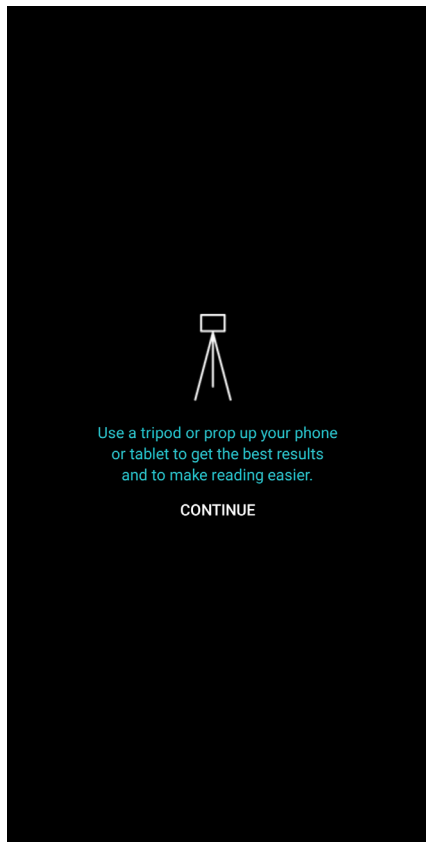 Use a tripod or prop up your phone
or tablet to get the best results
and to make reading easier.
CONTINUE